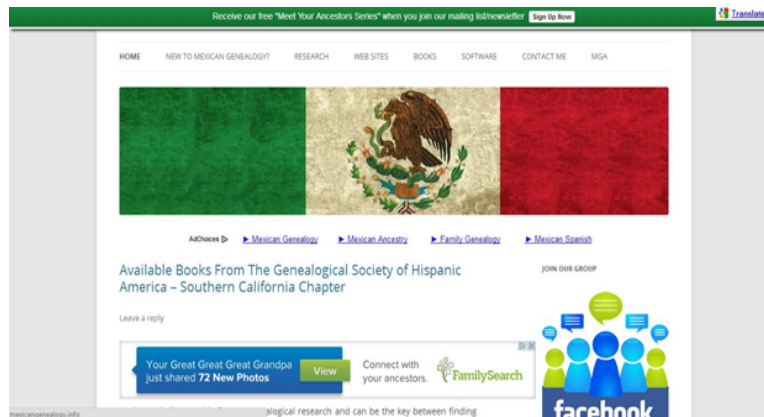 Receive our free "Meet Your Ancestors Series" when you join our mailing list/newsletter Sign Up Now
Translate
HOME NEW TO MEXICAN GENEALOGY? RESEARCH WEB SITES BOOKS SOFTWARE CONTACT ME MGA
AdChoices Mexican Genealogy Mexican Ancestry Family Genealogy Mexican Spanish
Available Books From The Genealogical Society of Hispanic
America – Southern California Chapter
JOIN OUR GROUP
Leave a reply
Your Great Great Great Grandpa
just shared 72 New Photos
View
Connect with
your ancestors.
FamilySearch
facebook
alogical research and can be the key between finding
mexicangenealogy.info